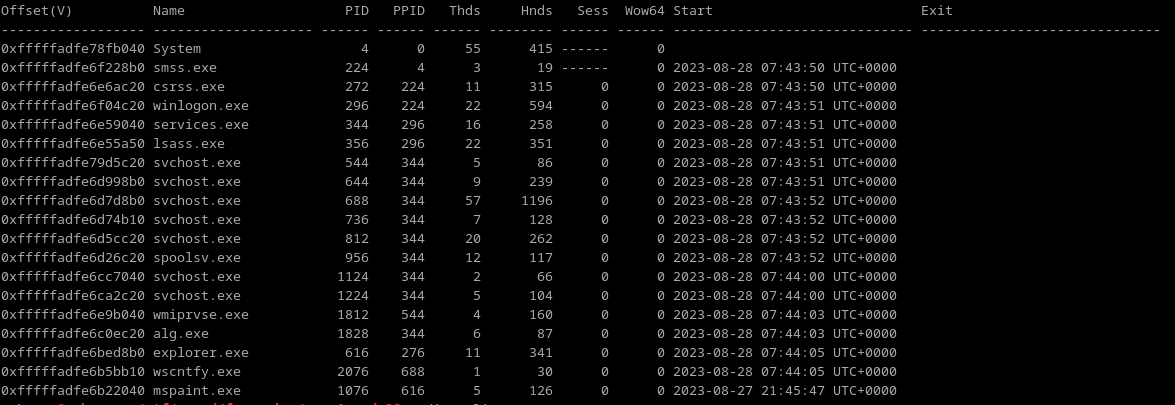 Offset(V)          Name                    PID   PPID   Thds     Hnds   Sess  Wow64 Start                          Exit
------------------ -------------------- ------ ------ ------ -------- ------ ------ ------------------------------ ------------------------------
0xfffffadfe78fb040 System                    4      0     55      415 ------      0
0xfffffadfe6f228b0 smss.exe                224      4      3       19 ------      0 2023-08-28 07:43:50 UTC+0000
0xfffffadfe6e6ac20 csrss.exe               272    224     11      315      0      0 2023-08-28 07:43:50 UTC+0000
0xfffffadfe6f04c20 winlogon.exe            296    224     22      594      0      0 2023-08-28 07:43:51 UTC+0000
0xfffffadfe6e59040 services.exe            344    296     16      258      0      0 2023-08-28 07:43:51 UTC+0000
0xfffffadfe6e55a50 lsass.exe               356    296     22      351      0      0 2023-08-28 07:43:51 UTC+0000
0xfffffadfe79d5c20 svchost.exe             544    344      5       86      0      0 2023-08-28 07:43:51 UTC+0000
0xfffffadfe6d998b0 svchost.exe             644    344      9      239      0      0 2023-08-28 07:43:51 UTC+0000
0xfffffadfe6d7d8b0 svchost.exe             688    344     57     1196      0      0 2023-08-28 07:43:52 UTC+0000
0xfffffadfe6d74b10 svchost.exe             736    344      7      128      0      0 2023-08-28 07:43:52 UTC+0000
0xfffffadfe6d5cc20 svchost.exe             812    344     20      262      0      0 2023-08-28 07:43:52 UTC+0000
0xfffffadfe6d26c20 spoolsv.exe             956    344     12      117      0      0 2023-08-28 07:43:52 UTC+0000
0xfffffadfe6cc7040 svchost.exe            1124    344      2       66      0      0 2023-08-28 07:44:00 UTC+0000
0xfffffadfe6ca2c20 svchost.exe            1224    344      5      104      0      0 2023-08-28 07:44:00 UTC+0000
0xfffffadfe6e9b040 wmiprvse.exe           1812    544      4      160      0      0 2023-08-28 07:44:03 UTC+0000
0xfffffadfe6c0ec20 alg.exe                1828    344      6       87      0      0 2023-08-28 07:44:03 UTC+0000
0xfffffadfe6bed8b0 explorer.exe            616    276     11      341      0      0 2023-08-28 07:44:05 UTC+0000
0xfffffadfe6b5bb10 wscntfy.exe            2076    688      1       30      0      0 2023-08-28 07:44:05 UTC+0000
0xfffffadfe6b22040 mspaint.exe            1076    616      5      126      0      0 2023-08-27 21:45:47 UTC+0000